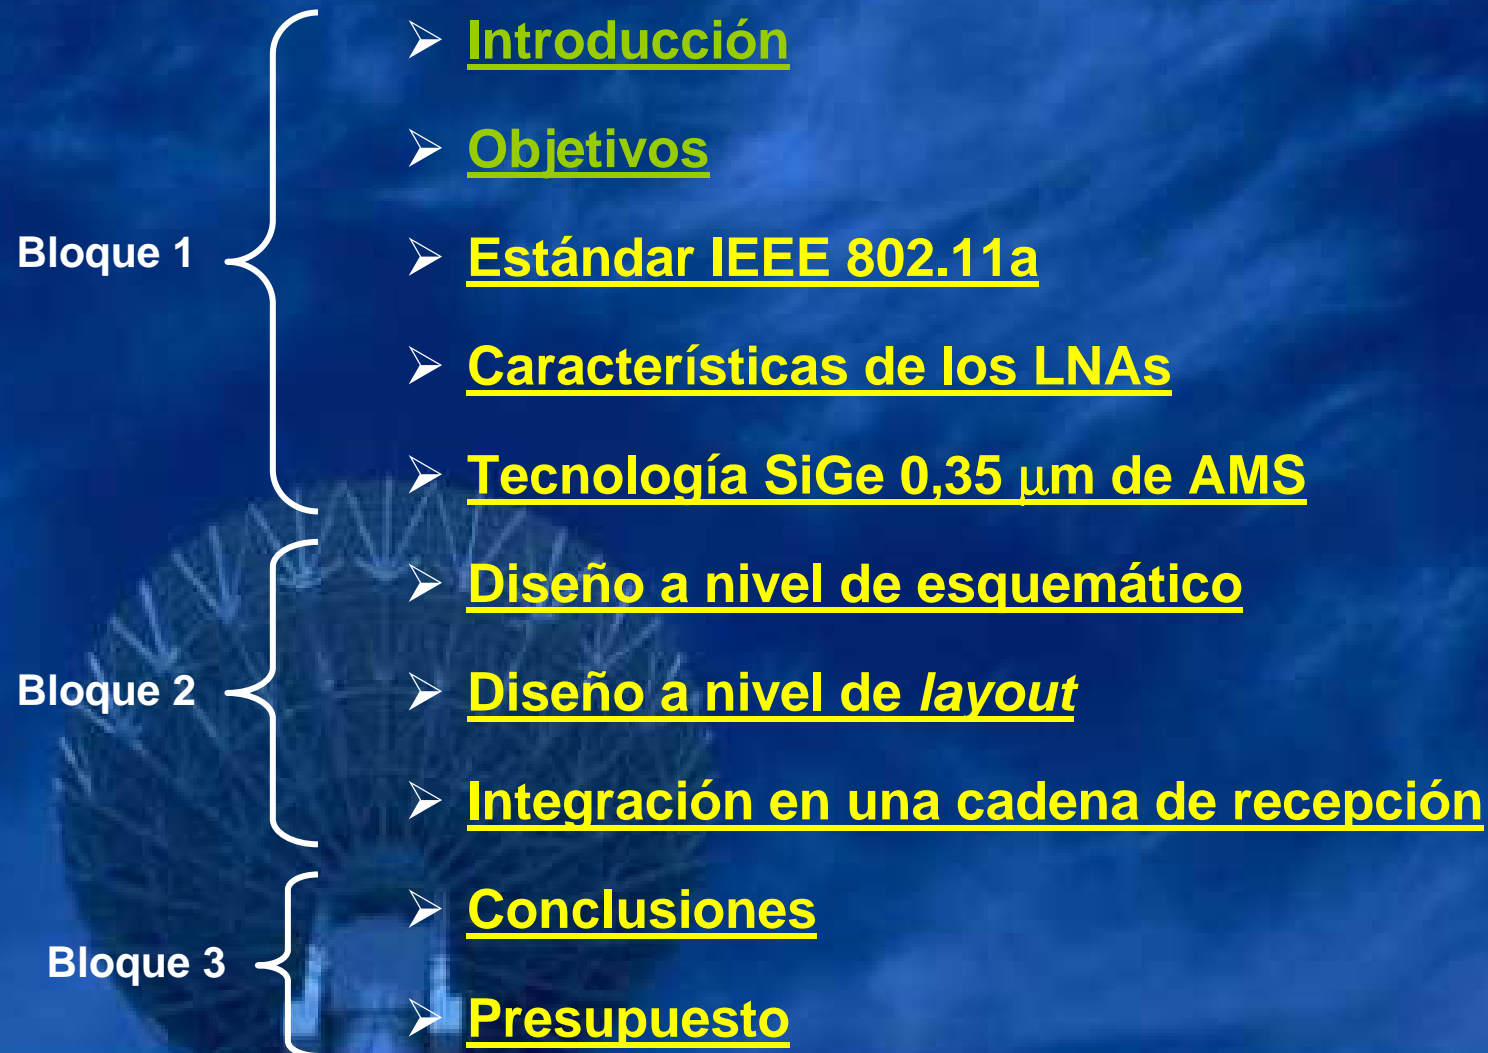 Bloque 1
➢ Introducción
➢ Objetivos
➢ Estándar IEEE 802.11a
➢ Características de los LNAs
➢ Tecnología SiGe 0,35 μm de AMS
Bloque 2
➢ Diseño a nivel de esquemático
➢ Diseño a nivel de layout
➢ Integración en una cadena de recepción
Bloque 3
➢ Conclusiones
➢ Presupuesto